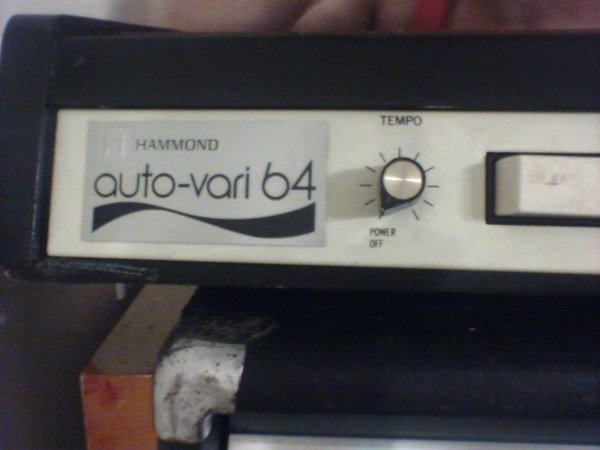 HAMMOND
auto-vari 64
TEMPO
POWER
OFF